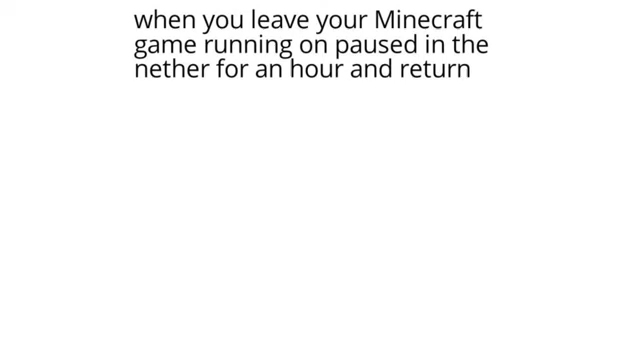 when you leave your Minecraft
game running on paused in the
nether for an hour and return